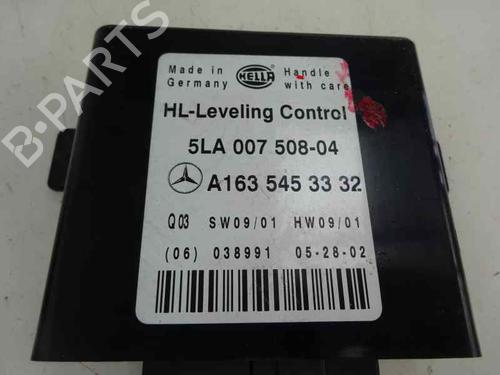 B-PARTS
Made in Germany
HELLA
Handle with care
HL-Leveling Control
5LA 007 508-04
A163 545 33 32
Q03 SW09/01 HW09/01
(06) 038991 05-28-02